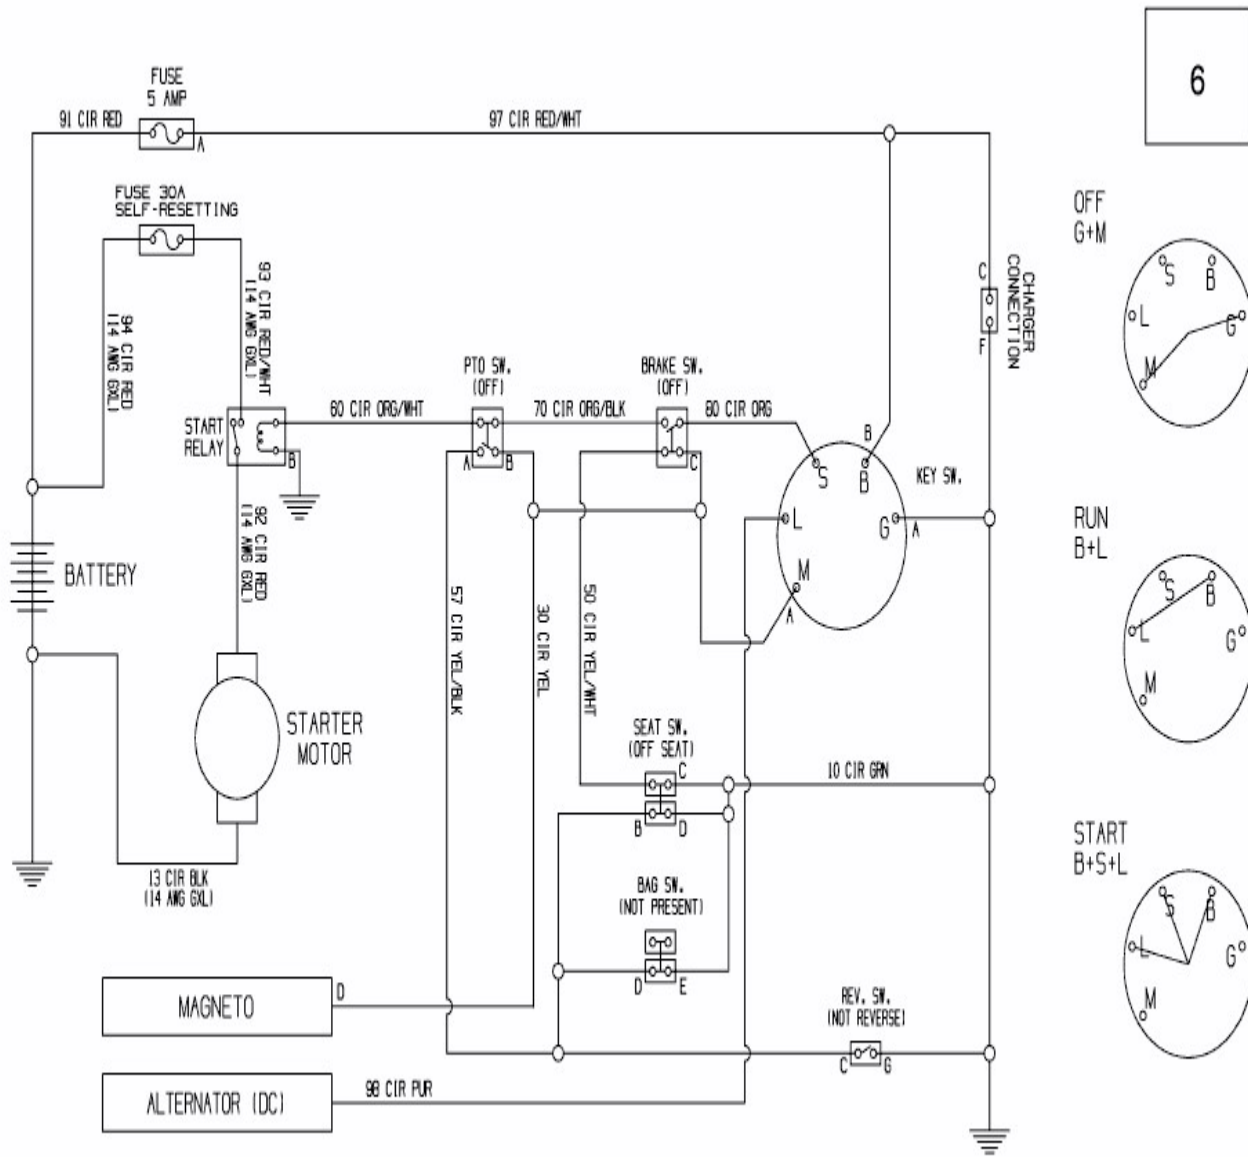 FUSE
5 AMP
91 CIR RED
A
97 CIR RED/WHT
6
FUSE 30A
SELF-RESETTING
OFF
G+M
S
B
L
G
M
93 CIR RED/WHT
(14 AWG GXL)
94 CIR RED
(14 AWG GXL)
C
CHARGER
CONNECTION
F
PTO SW.
(OFF)
BRAKE SW.
(OFF)
START
RELAY
60 CIR ORG/WHT
70 CIR ORG/BLK
80 CIR ORG
B
A
B
C
B
S
B
KEY SW.
L
G
A
M
A
92 CIR RED
(14 AWG GXL)
BATTERY
RUN
B+L
S
B
L
G
M
57 CIR YEL/BLK
30 CIR YEL
50 CIR YEL/WHT
STARTER
MOTOR
SEAT SW.
(OFF SEAT)
C
10 CIR GRN
B
D
13 CIR BLK
(14 AWG GXL)
BAG SW.
(NOT PRESENT)
D
E
START
B+S+L
S
B
L
G
M
MAGNETO
D
REV. SW.
(NOT REVERSE)
C
G
ALTERNATOR (DC)
98 CIR PUR